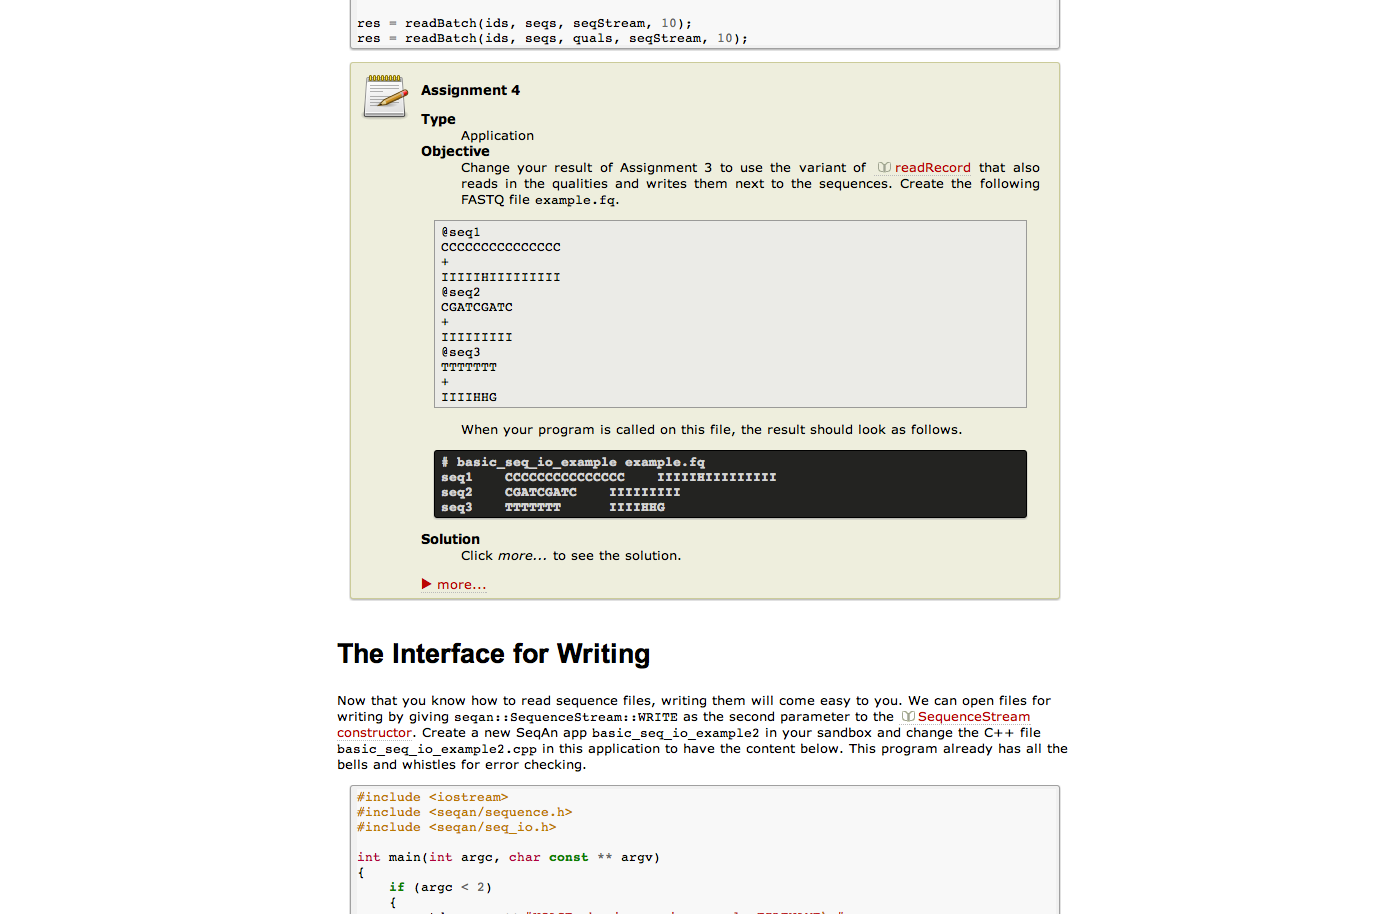 res = readBatch(ids, seqs, seqStream, 10);
res = readBatch(ids, seqs, quals, seqStream, 10);
Assignment 4
Type
Application
Objective
Change your result of Assignment 3 to use the variant of readRecord that also
reads in the qualities and writes them next to the sequences. Create the following
FASTQ file example.fq.
@seq1
CCCCCCCCCCCCCCC
+
IIIIIHIIIIIIIII
@seq2
CGATCGATC
+
IIIIIIIII
@seq3
TTTTTTT
+
IIIIHHG
When your program is called on this file, the result should look as follows.
# basic_seq_io_example example.fq
seq1    CCCCCCCCCCCCCCC    IIIIIHIIIIIIIII
seq2    CGATCGATC    IIIIIIIII
seq3    TTTTTTT      IIIIHHG
Solution
Click more... to see the solution.
more...
The Interface for Writing
Now that you know how to read sequence files, writing them will come easy to you. We can open files for
writing by giving seqan::SequenceStream::WRITE as the second parameter to the SequenceStream
constructor. Create a new SeqAn app basic_seq_io_example2 in your sandbox and change the C++ file
basic_seq_io_example2.cpp in this application to have the content below. This program already has all the
bells and whistles for error checking.
#include <iostream>
#include <seqan/sequence.h>
#include <seqan/seq_io.h>
int main(int argc, char const ** argv)
{
    if (argc < 2)
    {